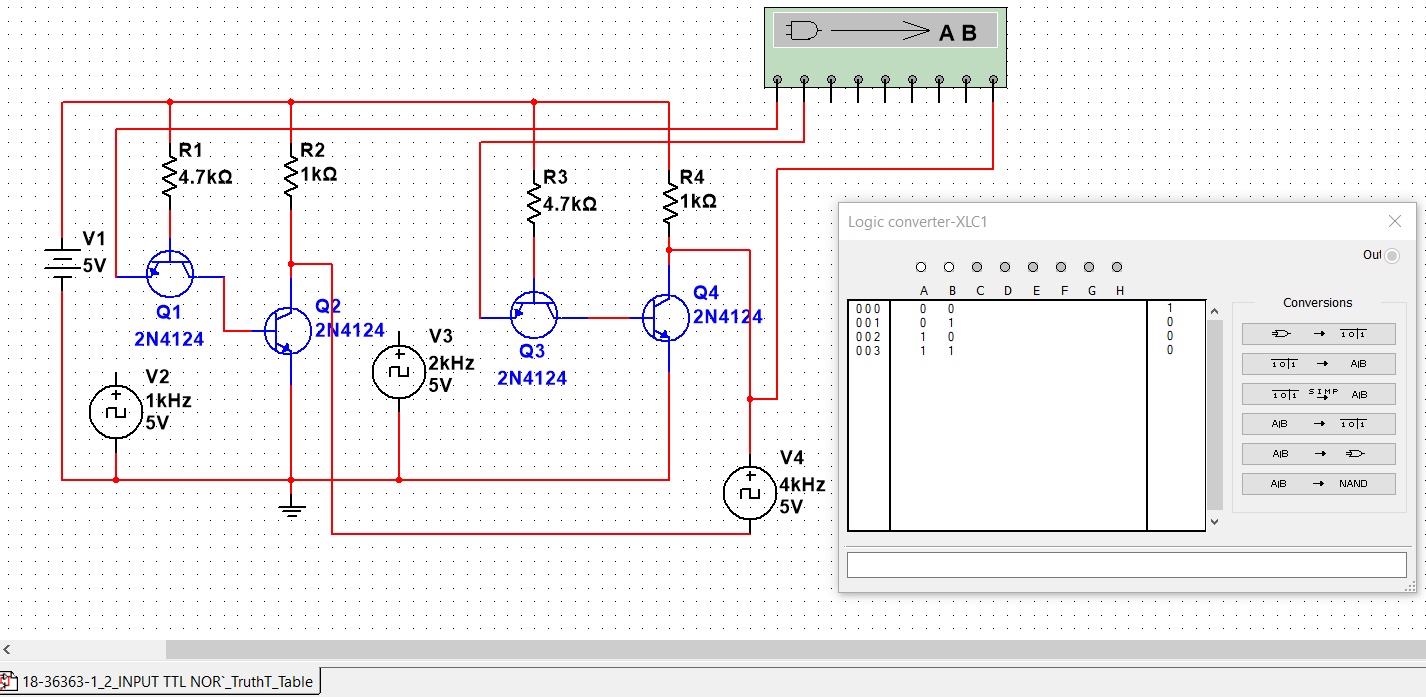 A B
R1
4.7kΩ
R2
1kΩ
R3
4.7kΩ
R4
1kΩ
V1
5V
Q1
2N4124
Q2
2N4124
V2
1kHz
5V
V3
2kHz
5V
Q3
2N4124
Q4
2N4124
V4
4kHz
5V
Logic converter-XLC1
Out
A B C D E F G H
000 0 0 1
001 0 1 0
002 1 0 0
003 1 1 0
Conversions
→ 1 0 | 1
1 0 | 1 → A|B
1 0 | 1 SIMP → A|B
A|B → 1 0 | 1
A|B →
A|B → NAND
18-36363-1_2_INPUT TTL NOR`_TruthT_Table